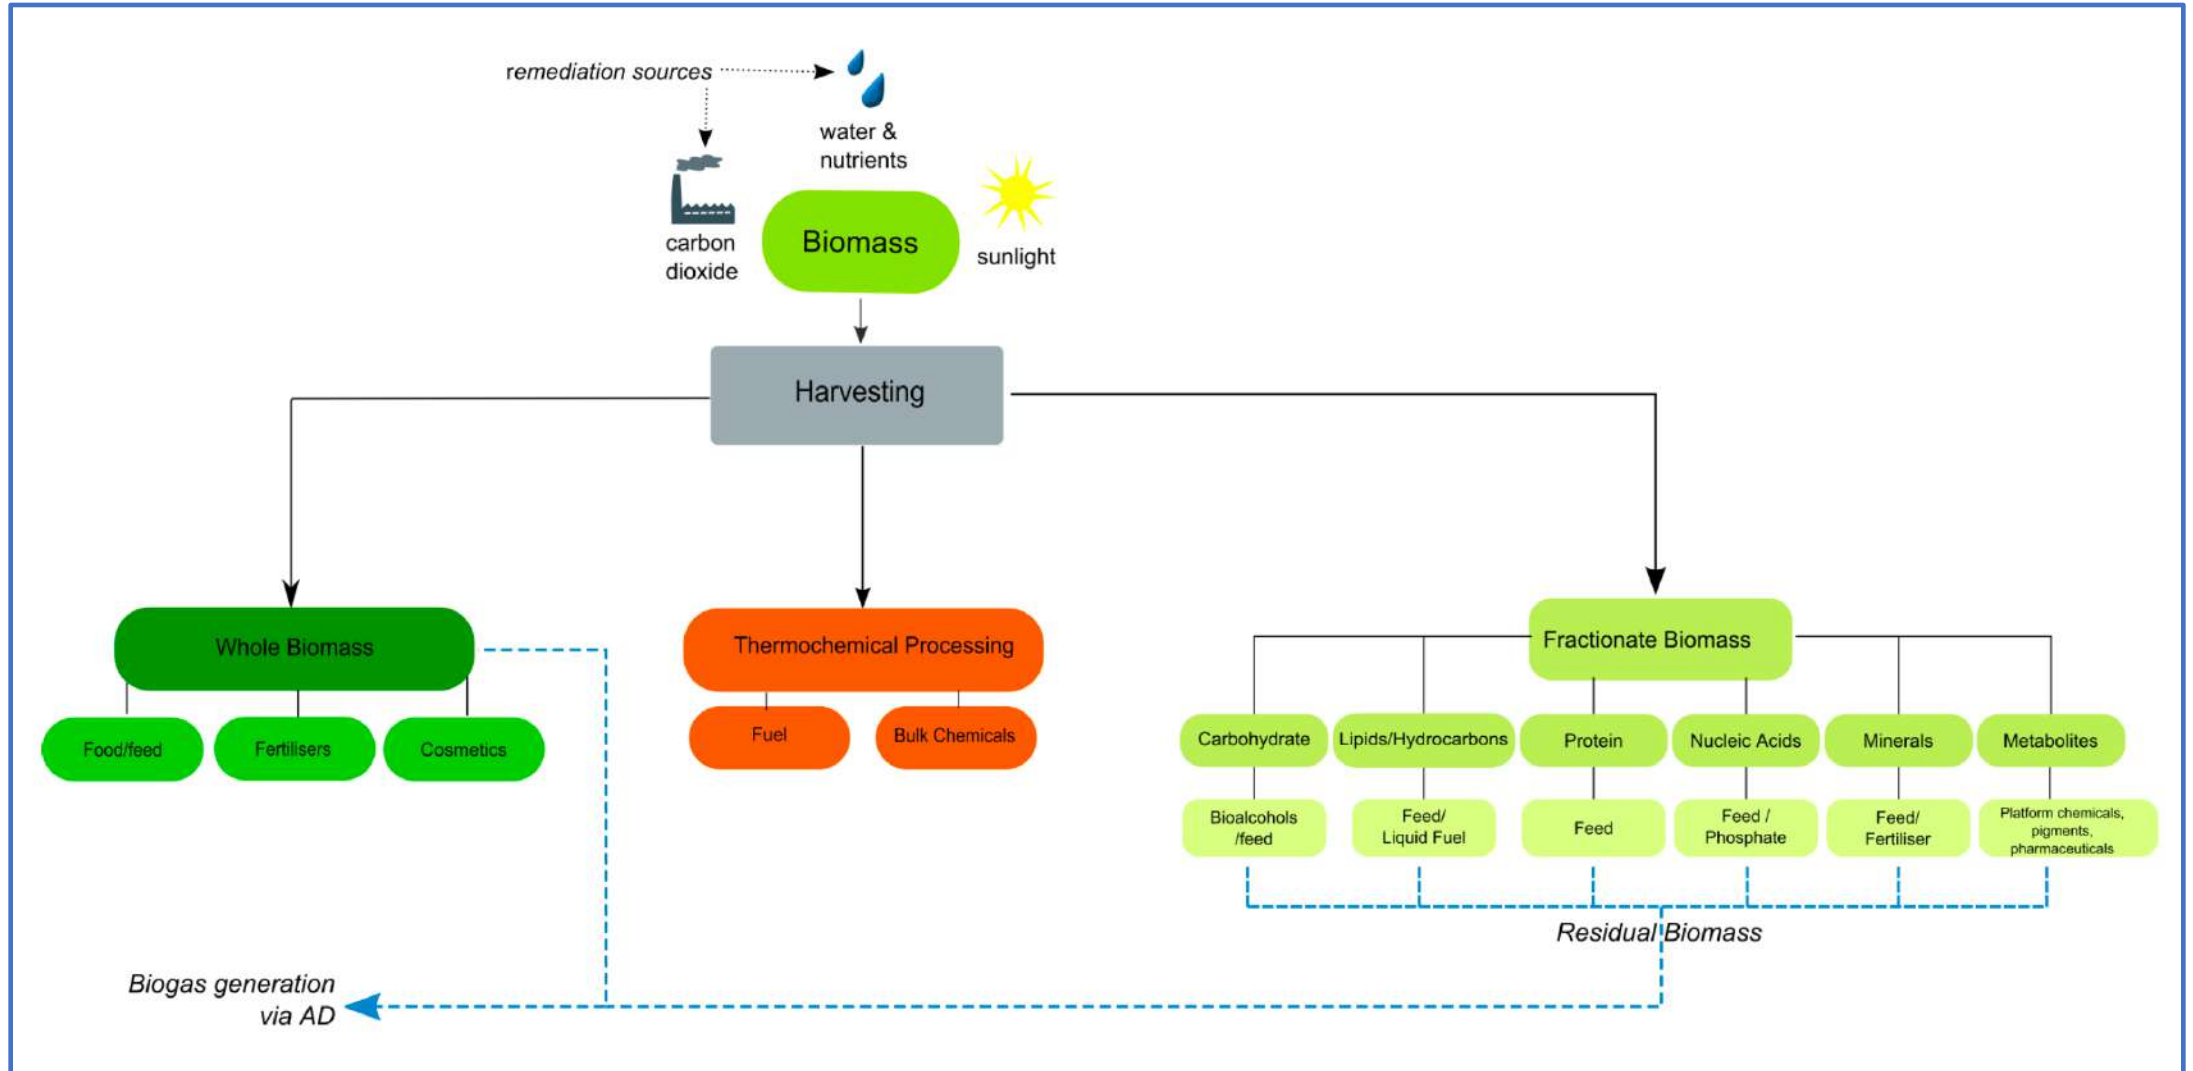 remediation sources
water &
nutrients
carbon
dioxide
Biomass
sunlight
Harvesting
Whole Biomass
Thermochemical Processing
Fractionate Biomass
Food/feed
Fertilisers
Cosmetics
Fuel
Bulk Chemicals
Carbohydrate
Lipids/Hydrocarbons
Protein
Nucleic Acids
Minerals
Metabolites
Bioalcohols
/feed
Feed/
Liquid Fuel
Feed
Feed /
Phosphate
Feed/
Fertiliser
Platform chemicals,
pigments,
pharmaceuticals
Residual Biomass
Biogas generation
via AD